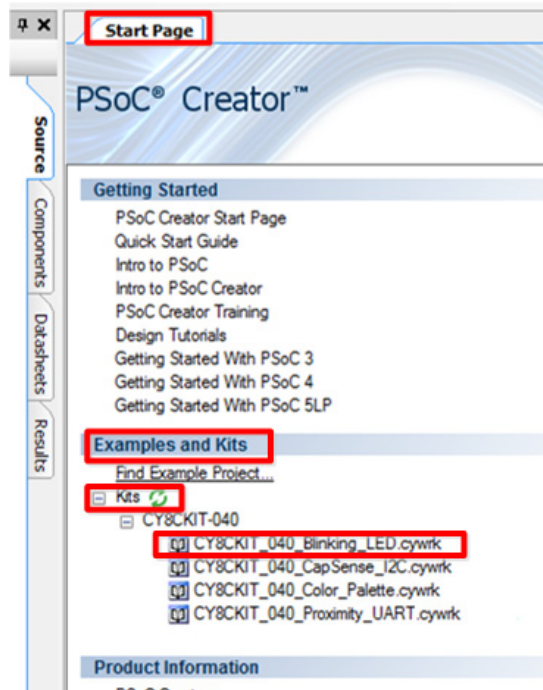 Start Page
PSoC® Creator™
Source
Components
Datasheets
Results
Getting Started
PSoC Creator Start Page
Quick Start Guide
Intro to PSoC
Intro to PSoC Creator
PSoC Creator Training
Design Tutorials
Getting Started With PSoC 3
Getting Started With PSoC 4
Getting Started With PSoC 5LP
Examples and Kits
Find Example Project...
Kits
CY8CKIT-040
CY8CKIT_040_Blinking_LED.cywrk
CY8CKIT_040_CapSense_I2C.cywrk
CY8CKIT_040_Color_Palette.cywrk
CY8CKIT_040_Proximity_UART.cywrk
Product Information